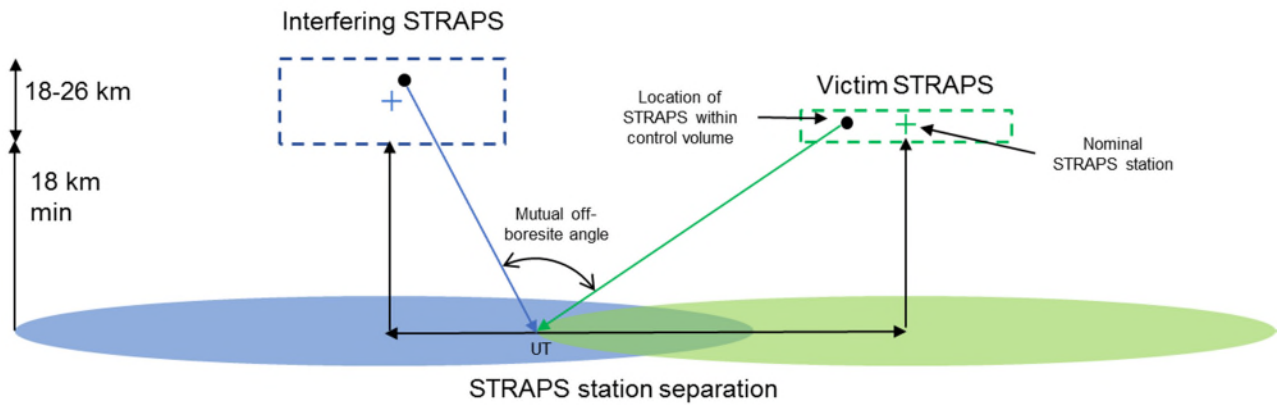 Interfering STRAPS
18-26 km
18 km
min
Location of
STRAPS within
control volume
Victim STRAPS
Nominal
STRAPS station
Mutual off-
boresite angle
UT
STRAPS station separation